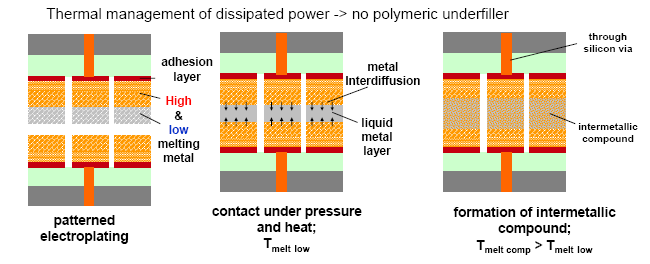 Thermal management of dissipated power -> no polymeric underfiller
adhesion
layer
High
&
low
melting
metal
patterned
electroplating
metal
Interdiffusion
liquid
metal
layer
contact under pressure
and heat;
T melt low
through
silicon via
intermetallic
compound
formation of intermetallic
compound;
T melt comp > T melt low